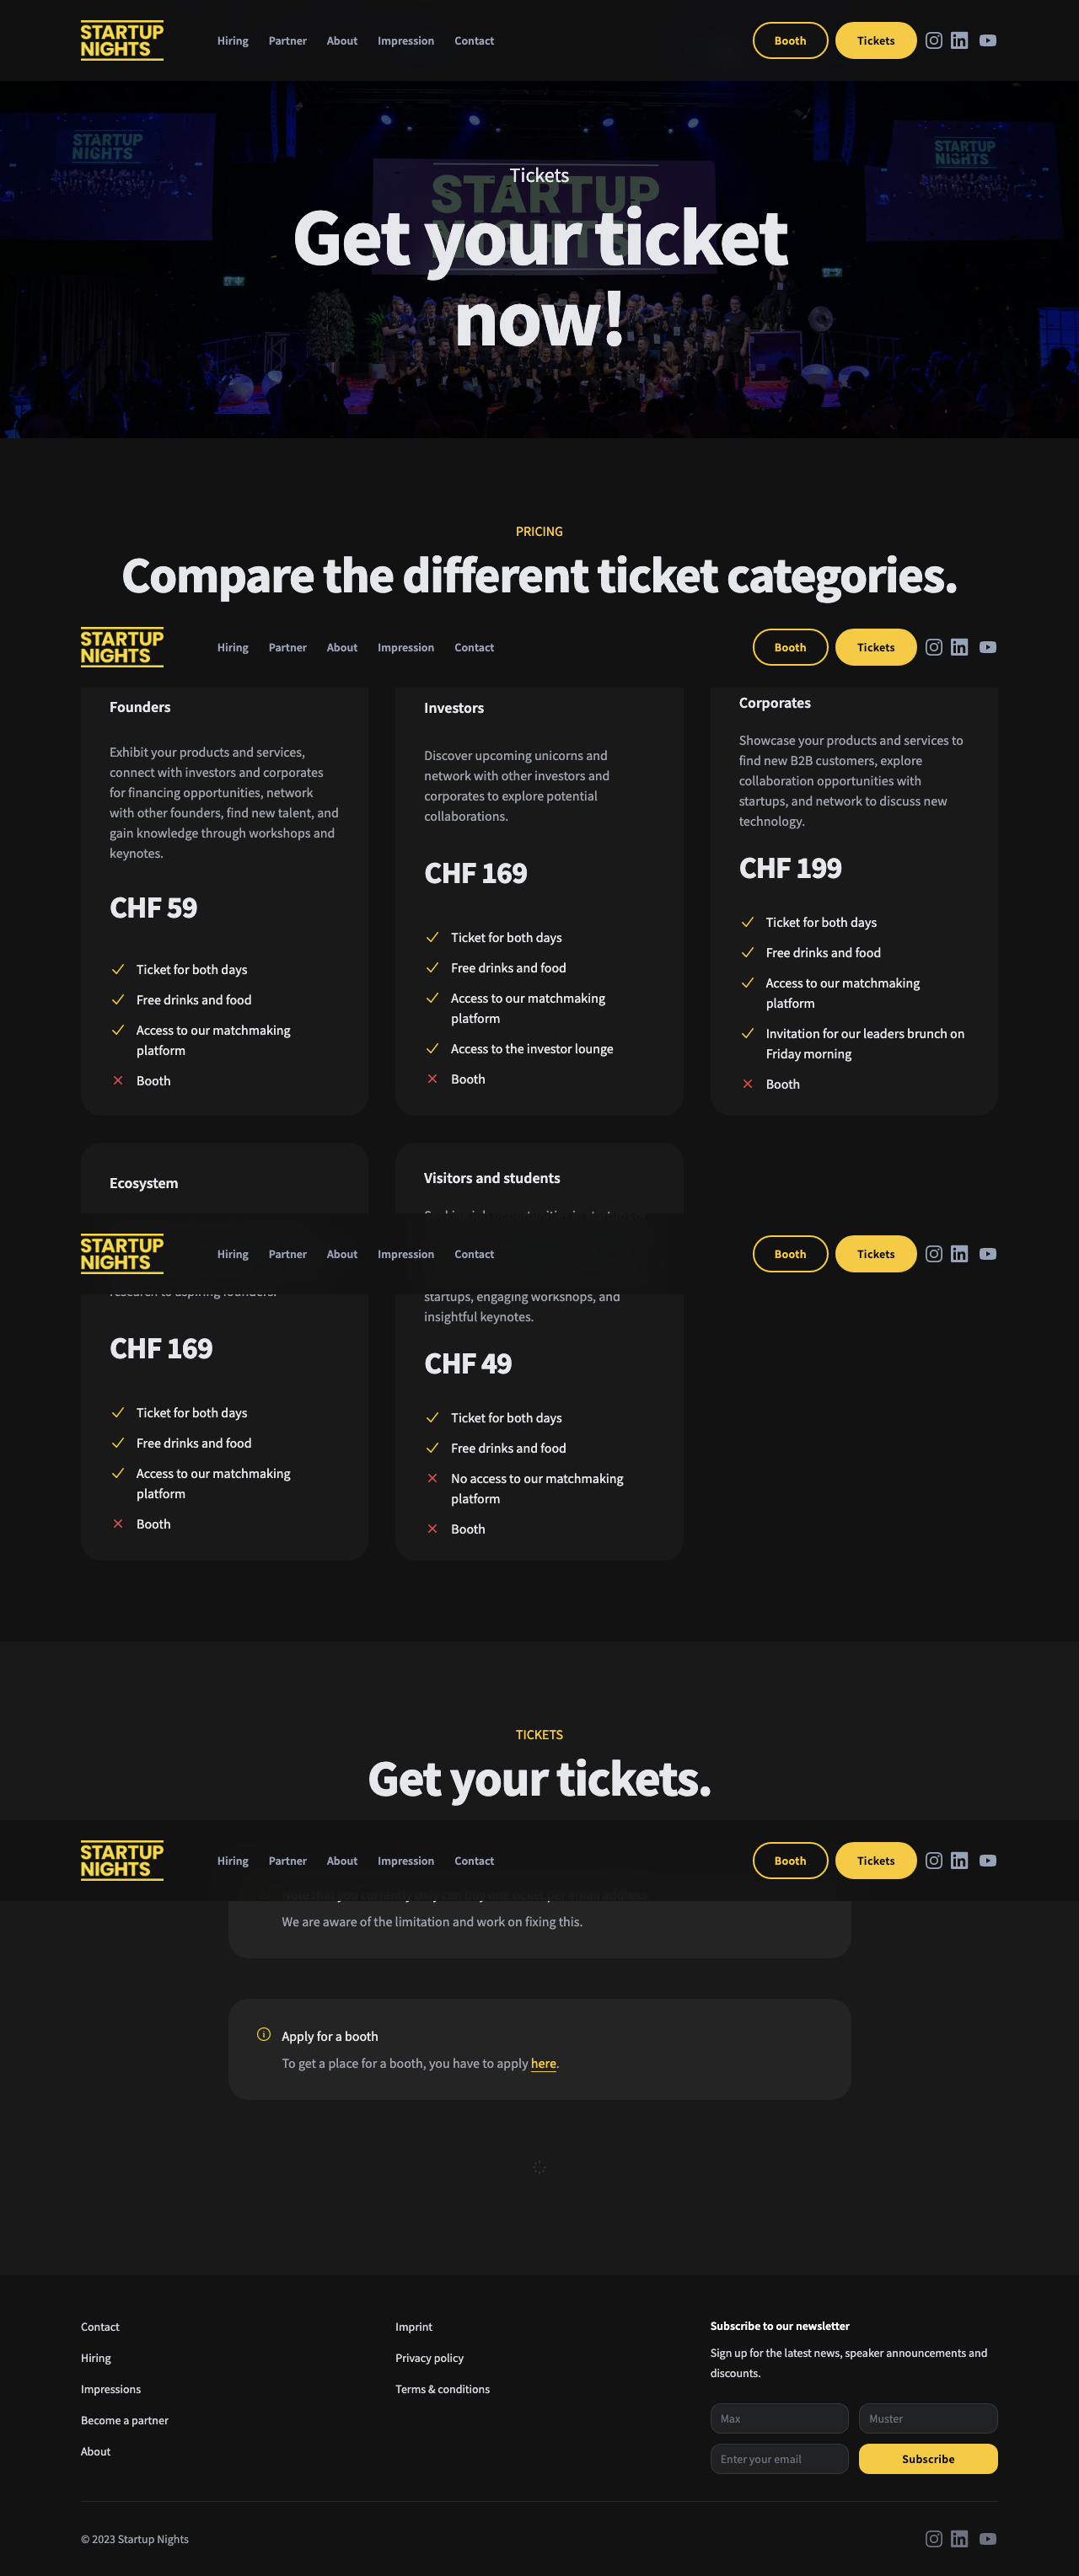 STARTUP
NIGHTS
Hiring Partner About Impression Contact
Booth Tickets
STARTUP
NIGHTS
STARTUP
NIGHTS
Tickets
STARTUP
NIGHTS
Get your ticket
now!
PRICING
Compare the different ticket categories.
STARTUP
NIGHTS
Hiring Partner About Impression Contact
Booth Tickets
Founders
Exhibit your products and services,
connect with investors and corporates
for financing opportunities, network
with other founders, find new talent, and
gain knowledge through workshops and
keynotes.
CHF 59
Ticket for both days
Free drinks and food
Access to our matchmaking
platform
Booth
Investors
Discover upcoming unicorns and
network with other investors and
corporates to explore potential
collaborations.
CHF 169
Ticket for both days
Free drinks and food
Access to our matchmaking
platform
Access to the investor lounge
Booth
Corporates
Showcase your products and services to
find new B2B customers, explore
collaboration opportunities with
startups, and network to discuss new
technology.
CHF 199
Ticket for both days
Free drinks and food
Access to our matchmaking
platform
Invitation for our leaders brunch on
Friday morning
Booth
Ecosystem
Visitors and students
STARTUP
NIGHTS
Hiring Partner About Impression Contact
Booth Tickets
research to aspiring founders.
CHF 169
Ticket for both days
Free drinks and food
Access to our matchmaking
platform
Booth
startups, engaging workshops, and
insightful keynotes.
CHF 49
Ticket for both days
Free drinks and food
No access to our matchmaking
platform
Booth
TICKETS
Get your tickets.
STARTUP
NIGHTS
Hiring Partner About Impression Contact
Booth Tickets
We are aware of the limitation and work on fixing this.
Apply for a booth
To get a place for a booth, you have to apply here.
Contact
Hiring
Impressions
Become a partner
About
Imprint
Privacy policy
Terms & conditions
Subscribe to our newsletter
Sign up for the latest news, speaker announcements and
discounts.
Max Muster
Enter your email Subscribe
© 2023 Startup Nights